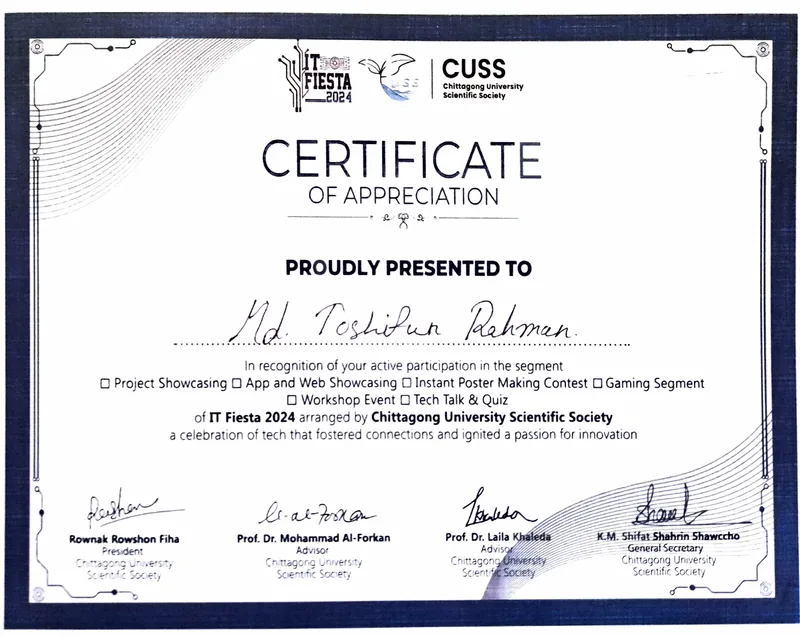 IT
FIESTA
2024
CUSS
Chittagong University
Scientific Society
CERTIFICATE
OF APPRECIATION
PROUDLY PRESENTED TO
Md. Toshifur Rahman.
In recognition of your active participation in the segment
☐ Project Showcasing ☐ App and Web Showcasing ☐ Instant Poster Making Contest ☐ Gaming Segment
☐ Workshop Event ☐ Tech Talk & Quiz
of IT Fiesta 2024 arranged by Chittagong University Scientific Society
a celebration of tech that fostered connections and ignited a passion for innovation
Rownak Rowshon Fiha
President
Chittagong University
Scientific Society
Prof. Dr. Mohammad Al-Forkan
Advisor
Chittagong University
Scientific Society
Prof. Dr. Laila Khaleda
Advisor
Chittagong University
Scientific Society
K.M. Shifat Shahrin Shawccho
General Secretary
Chittagong University
Scientific Society